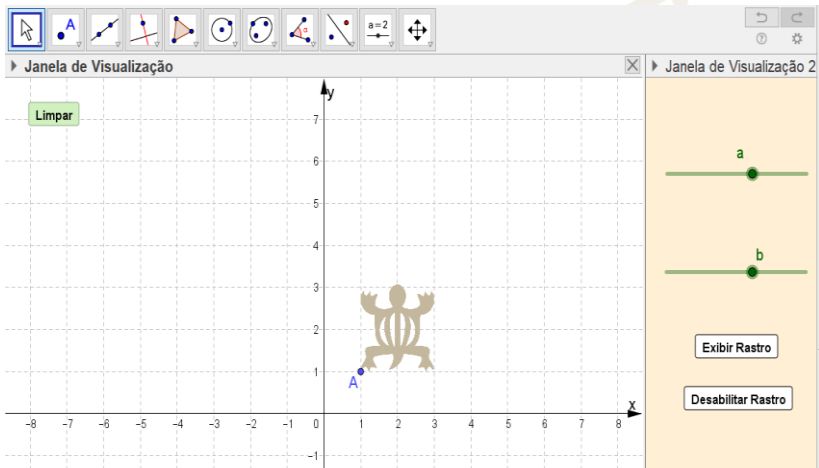 A
α
a=2
Janela de Visualização
Janela de Visualização 2
Limpar
y
7
6
5
4
3
2
1
A
x
-8 -7 -6 -5 -4 -3 -2 -1 0 1 2 3 4 5 6 7 8
-1
a
b
Exibir Rastro
Desabilitar Rastro